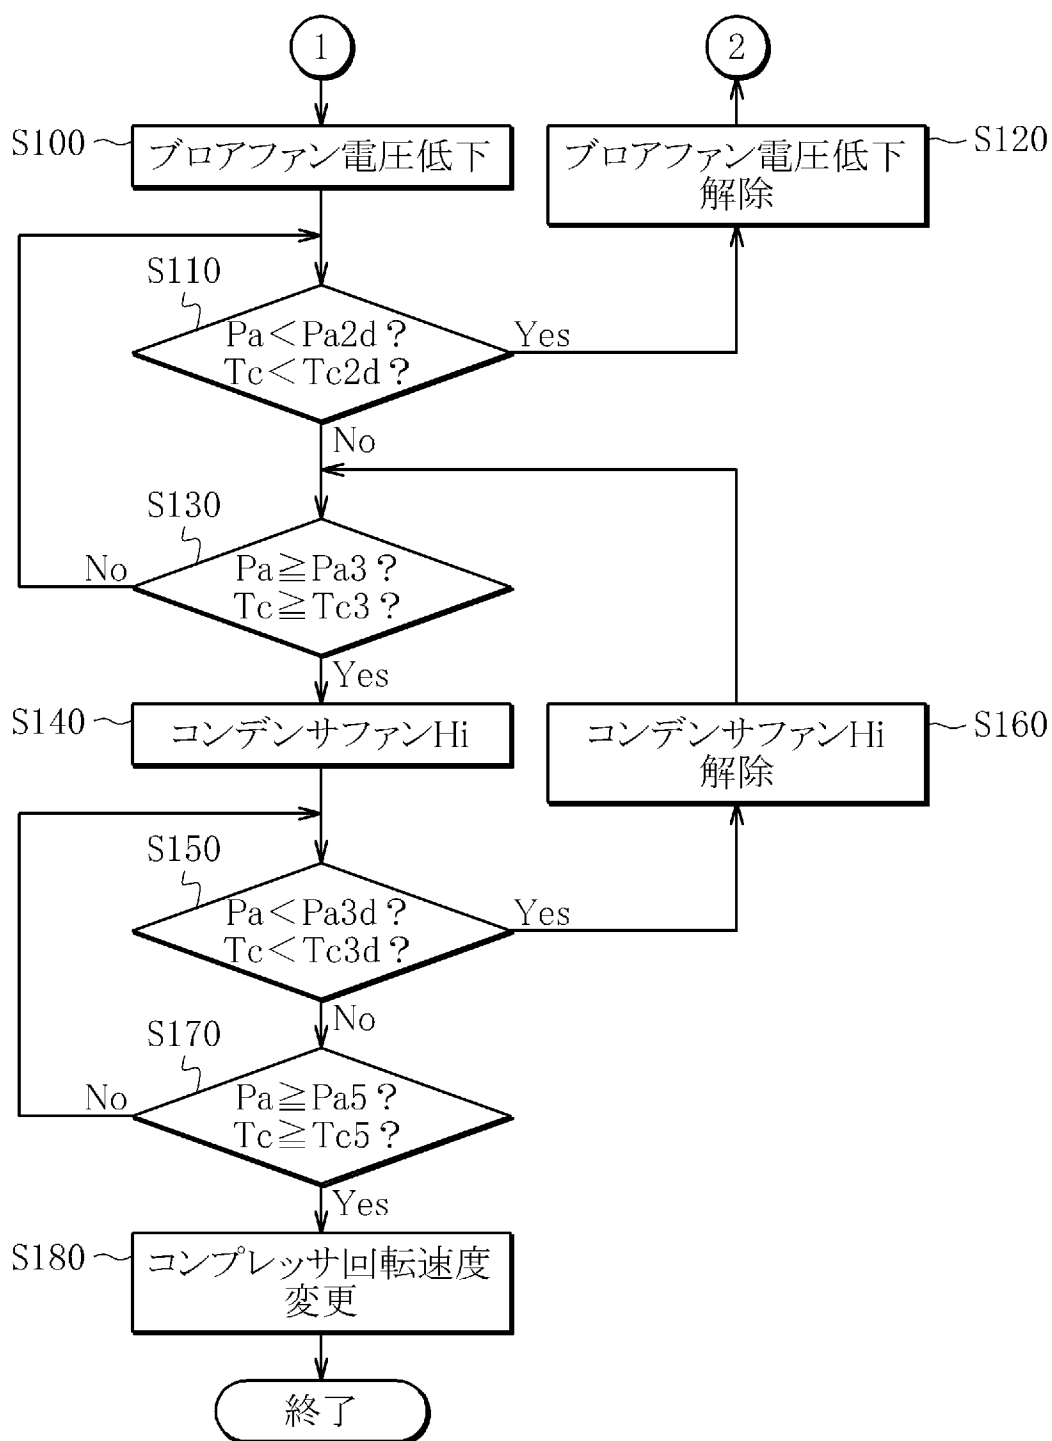 1
2
S100
ブロアファン電圧低下
ブロアファン電圧低下
解除
S120
S110
Pa<Pa2d?
Tc<Tc2d?
Yes
No
S130
Pa≧Pa3?
Tc≧Tc3?
No
Yes
S140
コンデンサファンHi
コンデンサファンHi
解除
S160
S150
Pa<Pa3d?
Tc<Tc3d?
Yes
No
S170
Pa≧Pa5?
Tc≧Tc5?
No
Yes
S180
コンプレッサ回転速度
変更
終了